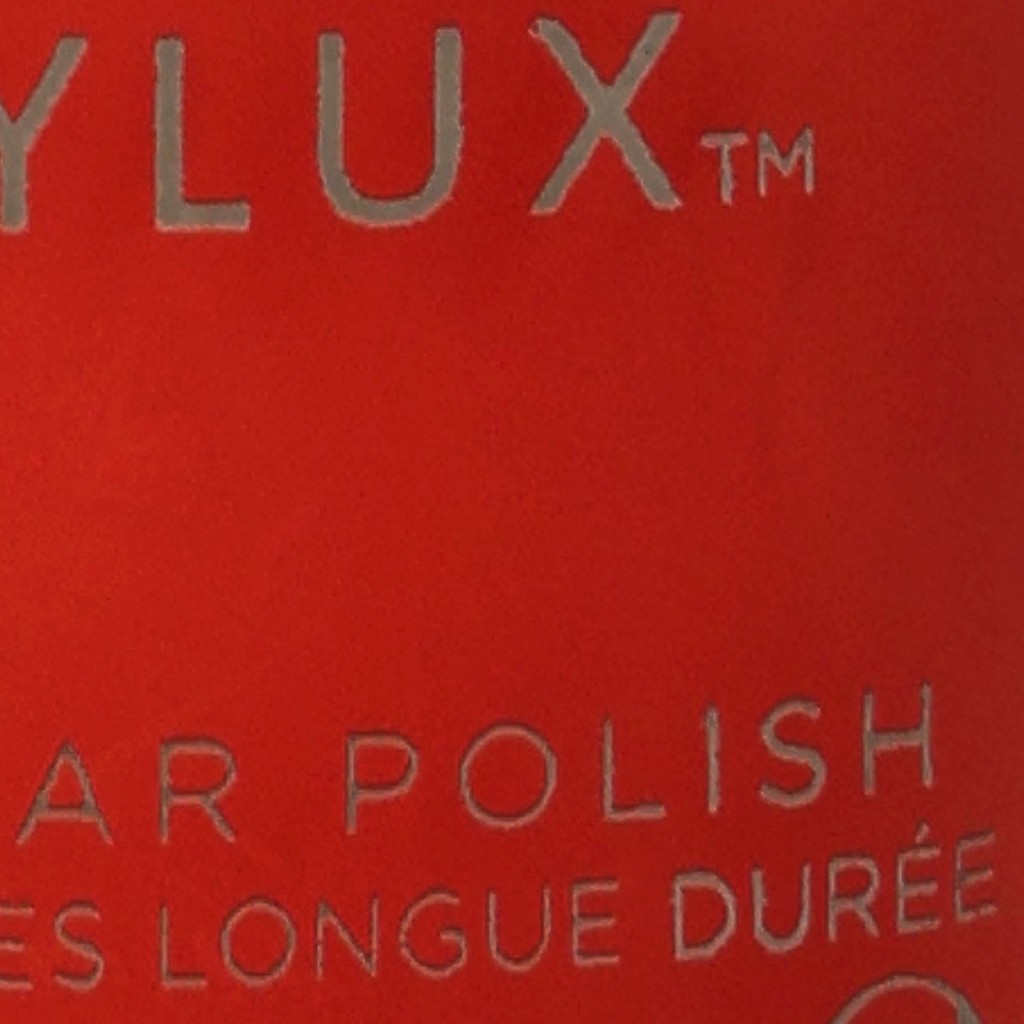 YLUX™
AR POLISH
ES LONGUE DURÉE